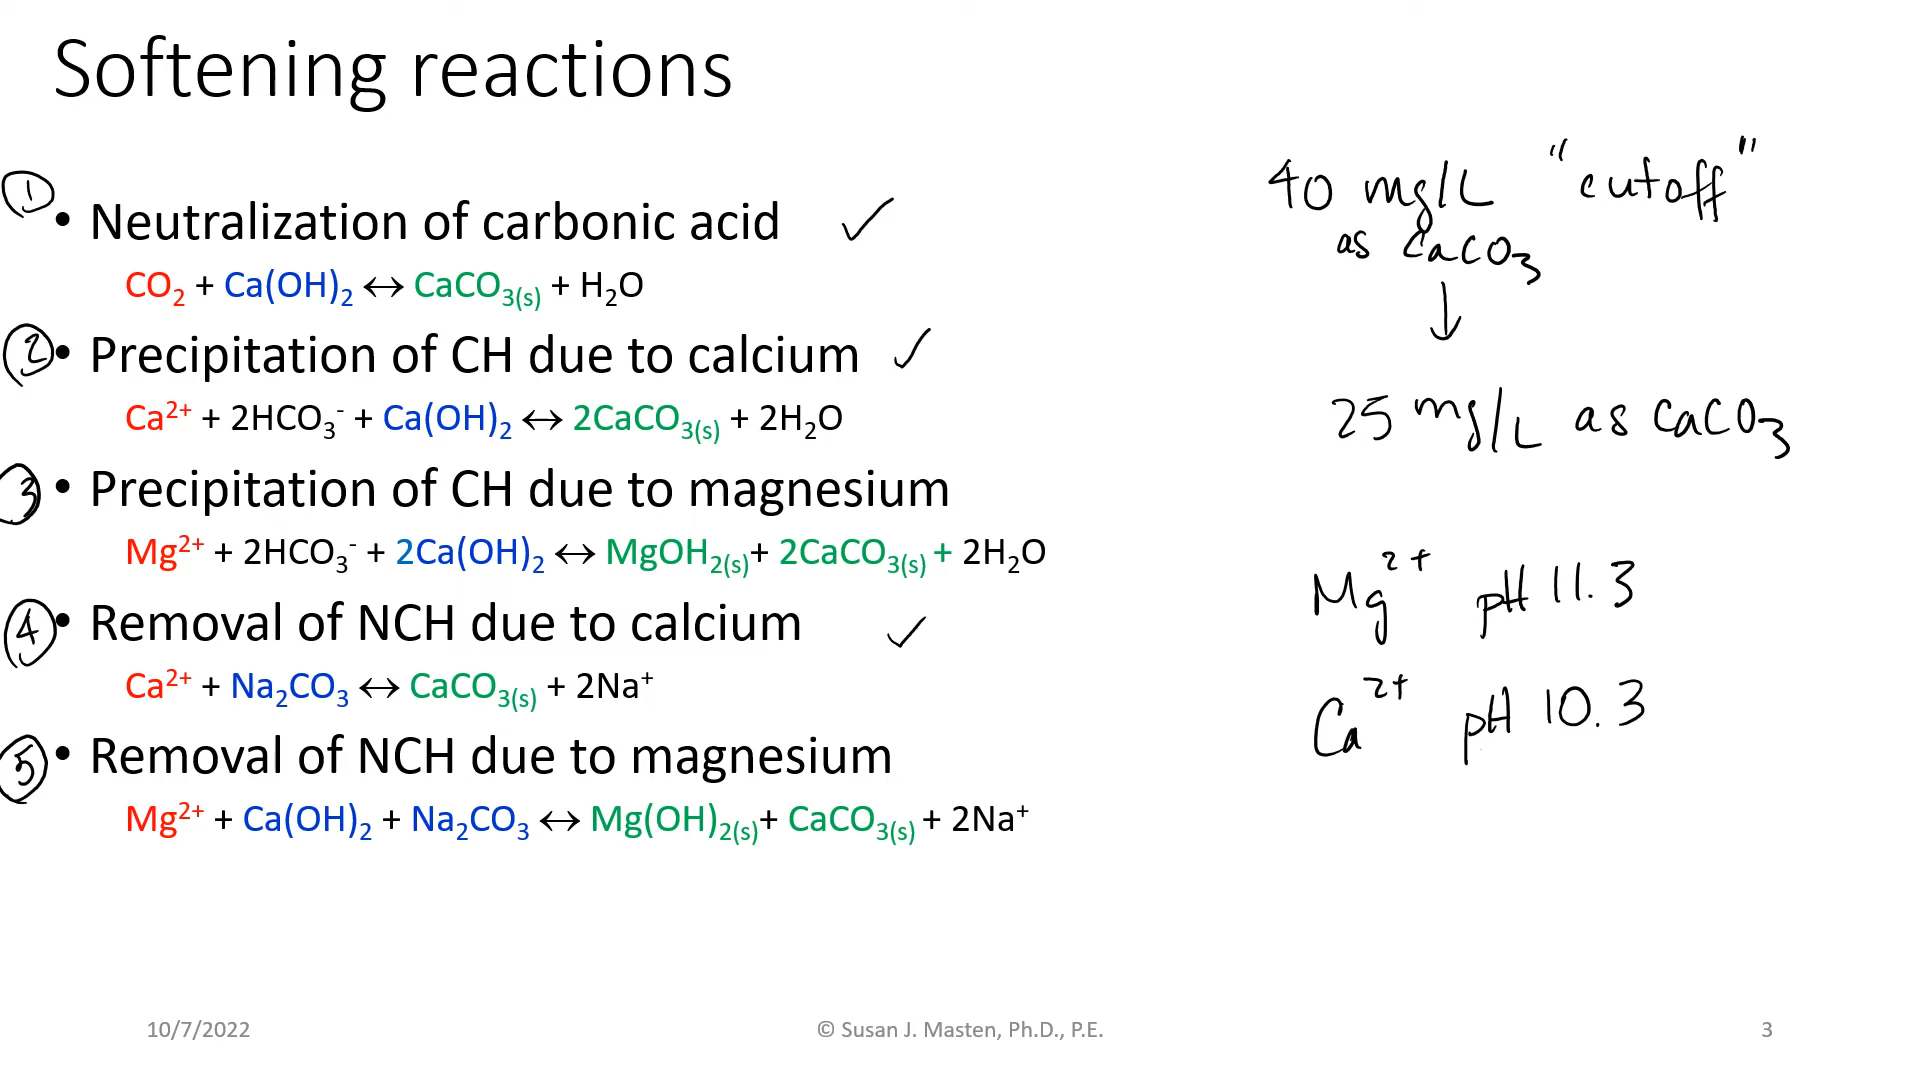 Softening reactions
① • Neutralization of carbonic acid ✓
CO₂ + Ca(OH)₂ ↔ CaCO₃₍ₛ₎ + H₂O
② • Precipitation of CH due to calcium ✓
Ca²⁺ + 2HCO₃⁻ + Ca(OH)₂ ↔ 2CaCO₃₍ₛ₎ + 2H₂O
③ • Precipitation of CH due to magnesium
Mg²⁺ + 2HCO₃⁻ + 2Ca(OH)₂ ↔ MgOH₂₍ₛ₎+ 2CaCO₃₍ₛ₎ + 2H₂O
④ • Removal of NCH due to calcium ✓
Ca²⁺ + Na₂CO₃ ↔ CaCO₃₍ₛ₎ + 2Na⁺
⑤ • Removal of NCH due to magnesium
Mg²⁺ + Ca(OH)₂ + Na₂CO₃ ↔ Mg(OH)₂₍ₛ₎+ CaCO₃₍ₛ₎ + 2Na⁺
40 mg/L "cutoff"
as CaCO₃
↓
25 mg/L as CaCO₃
Mg²⁺ pH 11.3
Ca²⁺ pH 10.3
10/7/2022
© Susan J. Masten, Ph.D., P.E.
3